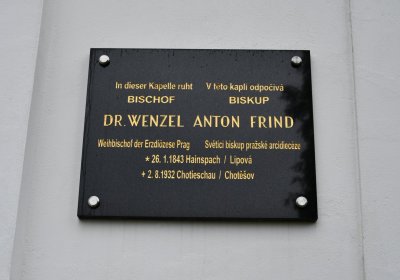 In dieser Kapelle ruht V této kapli odpočívá
BISCHOF BISKUP
DR. WENZEL ANTON FRIND
Weihbischof der Erzdiözese Prag Světící biskup pražské arcidiecéze
* 26. 1.1843 Hainspach / Lipová
+ 2.8.1932 Chotieschau / Chotěšov